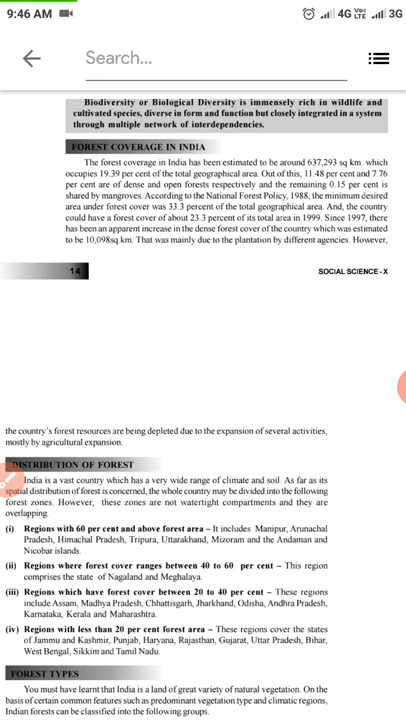 9:46 AM
4G VoLTE 3G
Search...
Biodiversity or Biological Diversity is immensely rich in wildlife and
cultivated species, diverse in form and function but closely integrated in a system
through multiple network of interdependencies.
FOREST COVERAGE IN INDIA
The forest coverage in India has been estimated to be around 637,293 sq km. which
occupies 19.39 per cent of the total geographical area. Out of this, 11.48 per cent and 7.76
per cent are of dense and open forests respectively and the remaining 0.15 per cent is
shared by mangroves. According to the National Forest Policy, 1988, the minimum desired
area under forest cover was 33.3 percent of the total geographical area. And, the country
could have a forest cover of about 23.3 percent of its total area in 1999. Since 1997, there
has been an apparent increase in the dense forest cover of the country which was estimated
to be 10,098sq.km. That was mainly due to the plantation by different agencies. However,
14
SOCIAL SCIENCE-X
the country's forest resources are being depleted due to the expansion of several activities,
mostly by agricultural expansion.
DISTRIBUTION OF FOREST
India is a vast country which has a very wide range of climate and soil. As far as its
spatial distribution of forest is concerned, the whole country may be divided into the following
forest zones. However, these zones are not watertight compartments and they are
overlapping.
(i) Regions with 60 per cent and above forest area – It includes Manipur, Arunachal
Pradesh, Himachal Pradesh, Tripura, Uttarakhand, Mizoram and the Andaman and
Nicobar islands.
(ii) Regions where forest cover ranges between 40 to 60 per cent – This region
comprises the state of Nagaland and Meghalaya.
(iii) Regions which have forest cover between 20 to 40 per cent – These regions
include Assam, Madhya Pradesh, Chhattisgarh, Jharkhand, Odisha, Andhra Pradesh,
Karnataka, Kerala and Maharashtra.
(iv) Regions with less than 20 per cent forest area – These regions cover the states
of Jammu and Kashmir, Punjab, Haryana, Rajasthan, Gujarat, Uttar Pradesh, Bihar,
West Bengal, Sikkim and Tamil Nadu.
FOREST TYPES
You must have learnt that India is a land of great variety of natural vegetation. On the
basis of certain common features such as predominant vegetation type and climatic regions,
Indian forests can be classified into the following groups.